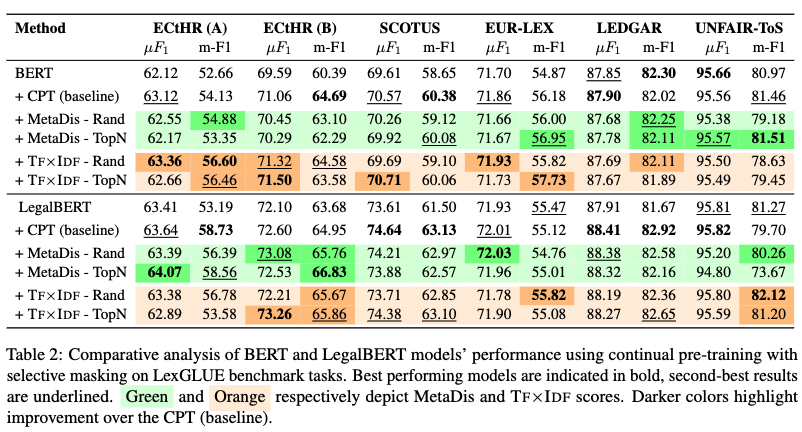 Method ECtHR (A) ECtHR (B) SCOTUS EUR-LEX LEDGAR UNFAIR-ToS
μF₁ m-F1 μF₁ m-F1 μF₁ m-F1 μF₁ m-F1 μF₁ m-F1 μF₁ m-F1
BERT 62.12 52.66 69.59 60.39 69.61 58.65 71.70 54.87 87.85 82.30 95.66 80.97
+ CPT (baseline) 63.12 54.13 71.06 64.69 70.57 60.38 71.86 56.18 87.90 82.02 95.56 81.46
+ MetaDis - Rand 62.55 54.88 70.45 63.10 70.26 59.12 71.66 56.00 87.68 82.25 95.38 79.18
+ MetaDis - TopN 62.17 53.35 70.29 62.29 69.92 60.08 71.67 56.95 87.78 82.11 95.57 81.51
+ TF×IDF - Rand 63.36 56.60 71.32 64.58 69.69 59.10 71.93 55.82 87.69 82.11 95.50 78.63
+ TF×IDF - TopN 62.66 56.46 71.50 63.58 70.71 60.06 71.73 57.73 87.67 81.89 95.49 79.45
LegalBERT 63.41 53.19 72.10 63.68 73.61 61.50 71.93 55.47 87.91 81.67 95.81 81.27
+ CPT (baseline) 63.64 58.73 72.60 64.95 74.64 63.13 72.01 55.12 88.41 82.92 95.82 79.70
+ MetaDis - Rand 63.39 56.39 73.08 65.76 74.21 62.97 72.03 54.76 88.38 82.58 95.20 80.26
+ MetaDis - TopN 64.07 58.56 72.53 66.83 73.88 62.57 71.96 55.01 88.32 82.16 94.80 73.67
+ TF×IDF - Rand 63.38 56.78 72.21 65.67 73.71 62.85 71.78 55.82 88.19 82.36 95.80 82.12
+ TF×IDF - TopN 62.89 53.58 73.26 65.86 74.38 63.10 71.90 55.08 88.27 82.65 95.59 81.20
Table 2: Comparative analysis of BERT and LegalBERT models' performance using continual pre-training with
selective masking on LexGLUE benchmark tasks. Best performing models are indicated in bold, second-best results
are underlined. Green and Orange respectively depict MetaDis and TF×IDF scores. Darker colors highlight
improvement over the CPT (baseline).